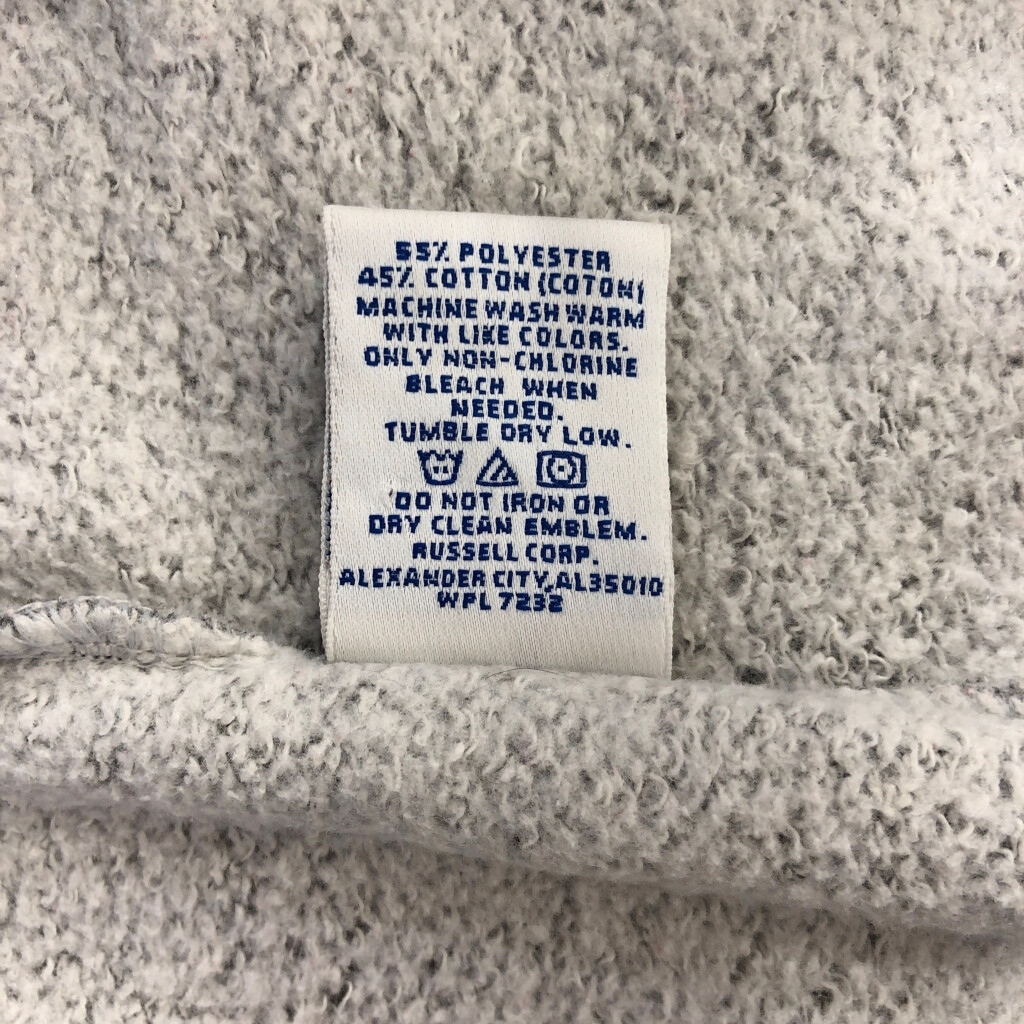 55% POLYESTER
45% COTTON (COTON)
MACHINE WASH WARM
WITH LIKE COLORS.
ONLY NON-CHLORINE
BLEACH WHEN
NEEDED.
TUMBLE DRY LOW.
DO NOT IRON OR
DRY CLEAN EMBLEM.
RUSSELL CORP.
ALEXANDER CITY,AL35010
WPL 7232